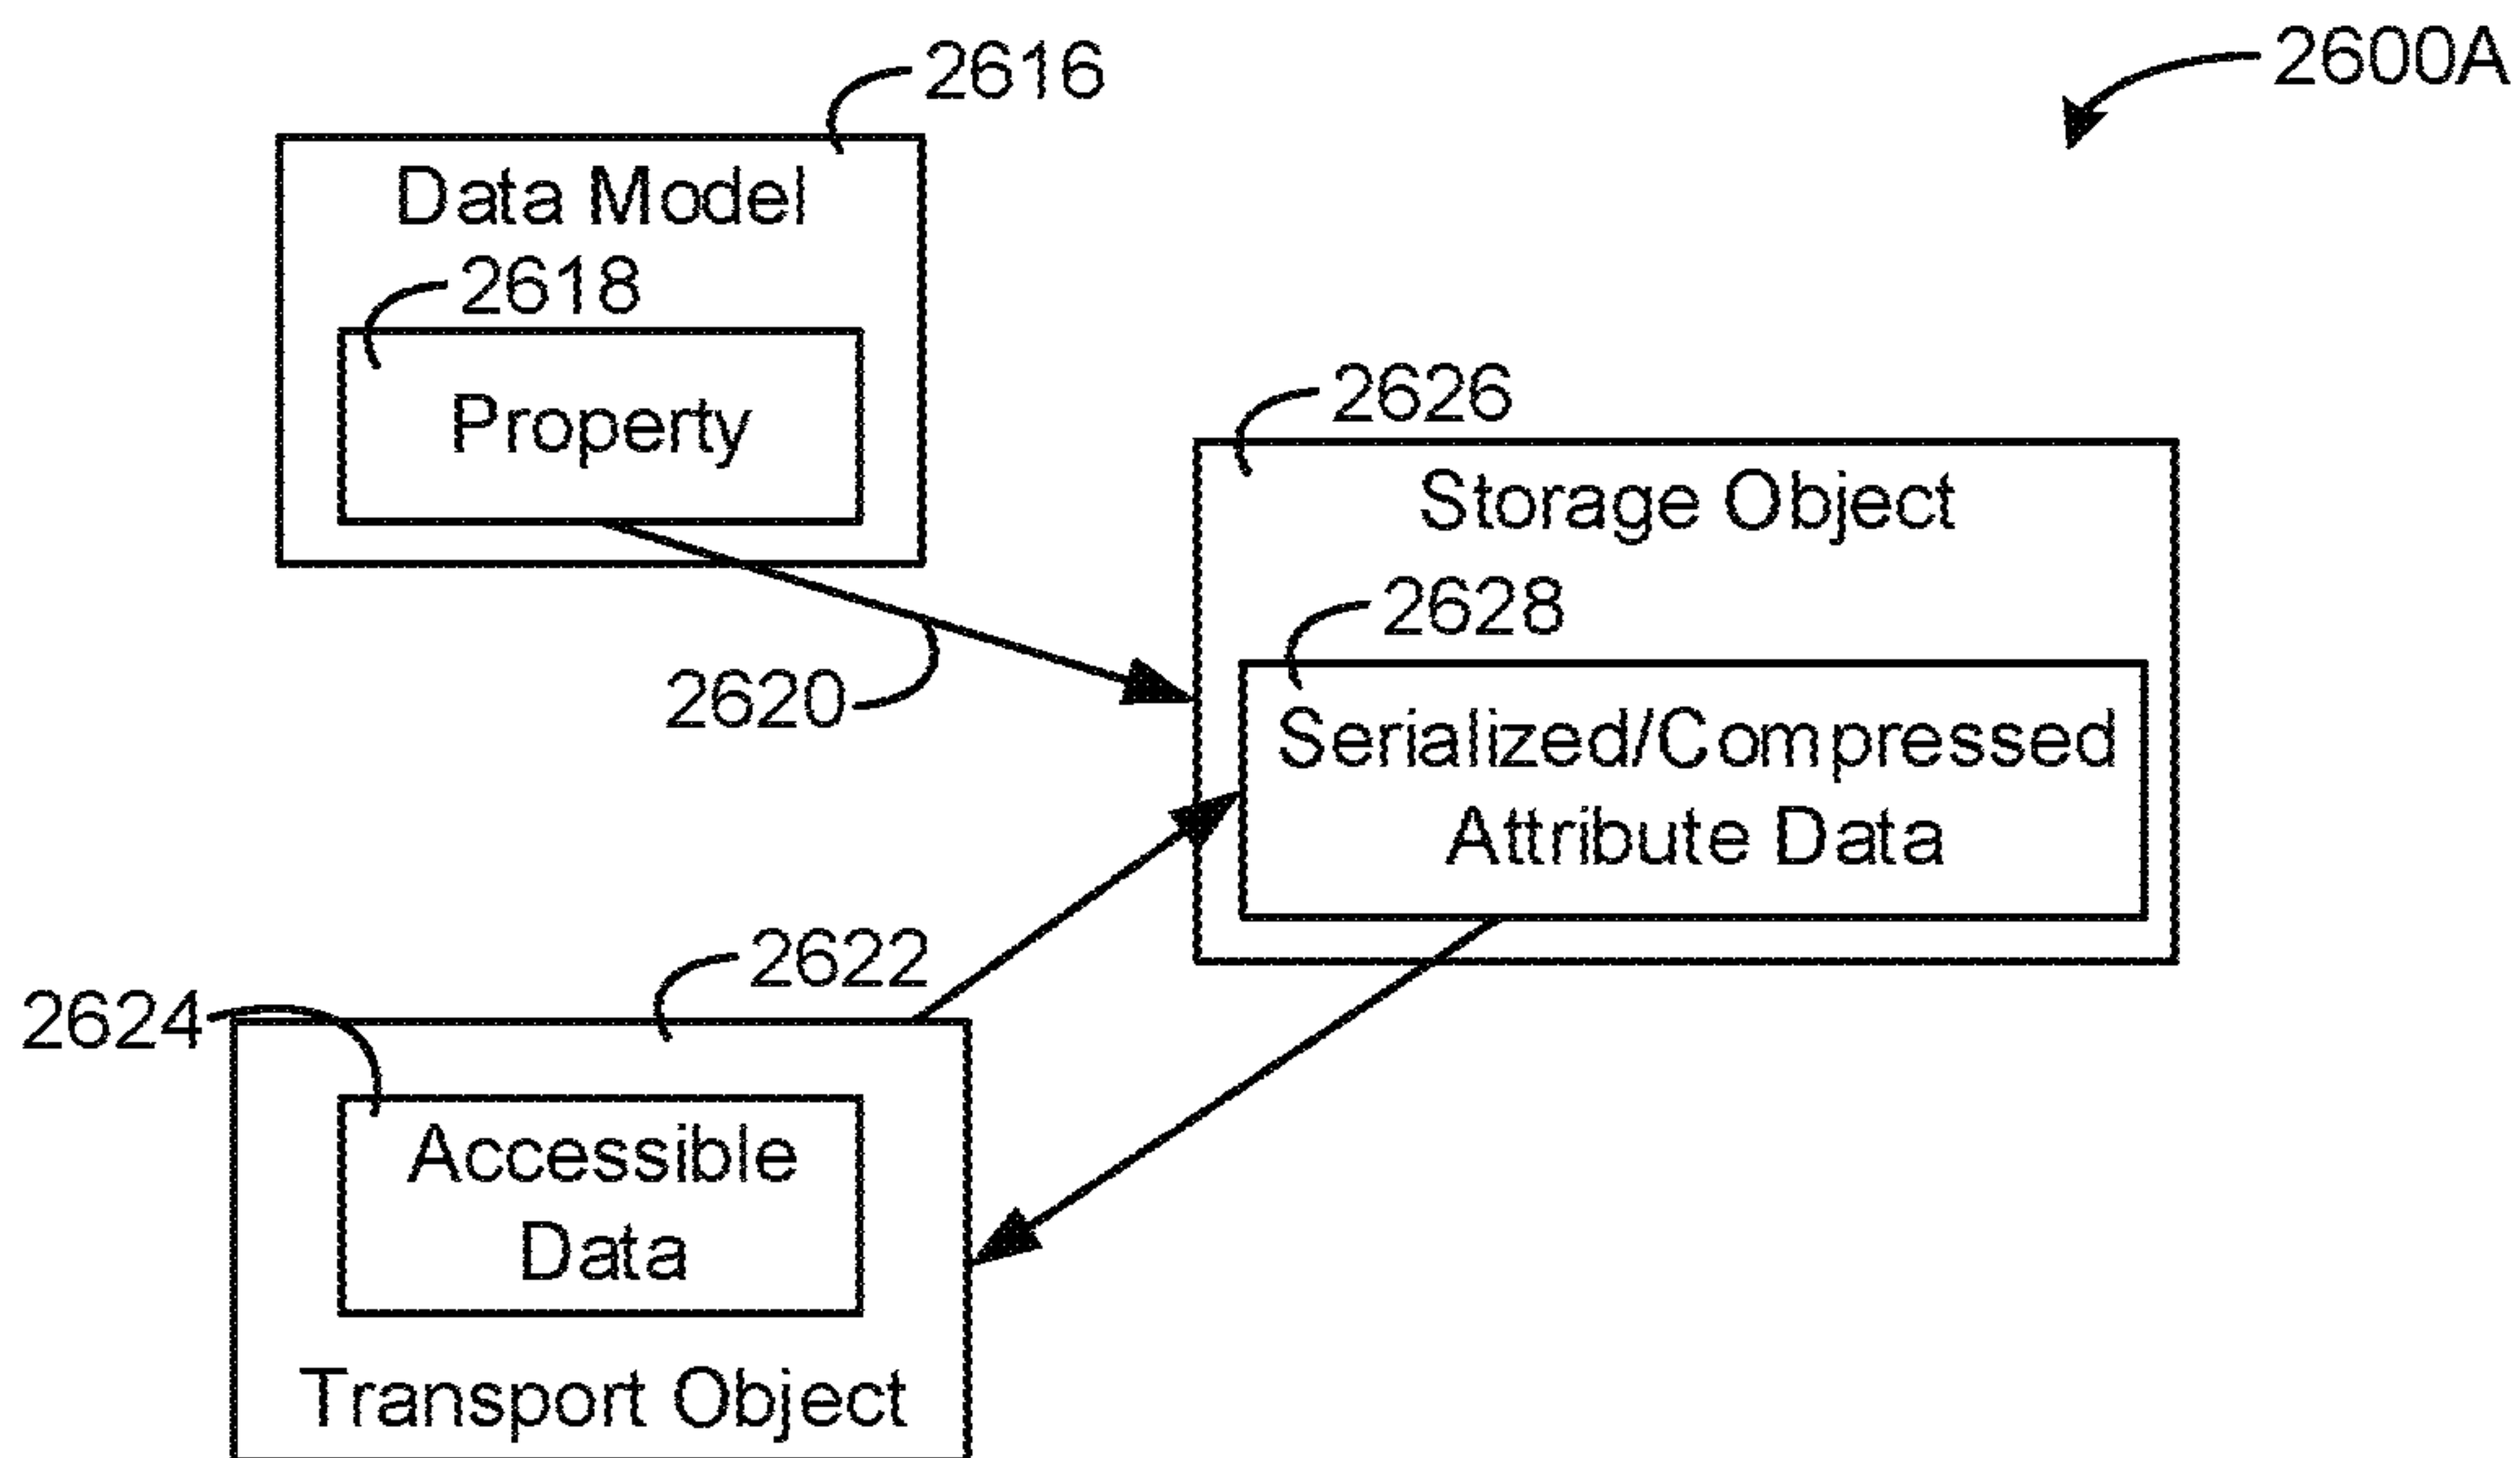 2600A
2616
Data Model
2618
Property
2626
Storage Object
2628
Serialized/Compressed
Attribute Data
2620
2622
2624
Accessible
Data
Transport Object